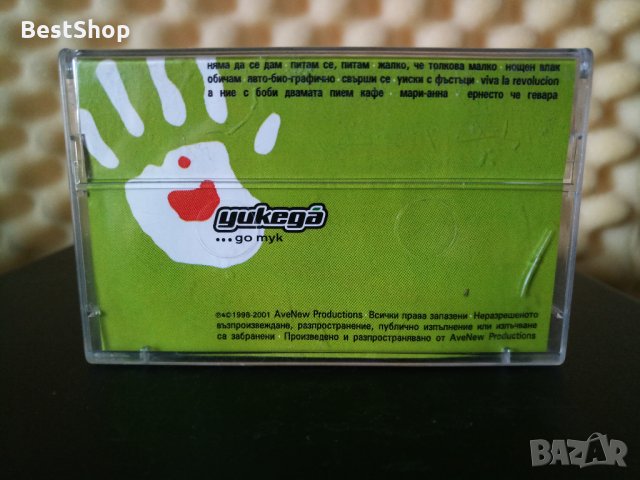 BestShop
няма да се дам · питам се, питам · жалко, че толкова малко · нощен влак
обичам · авто-био-графично · свърши се · уиски с фъстъци · viva la revolucion
а ние с боби двамата пием кафе · мари-анна · ернесто че гевара
уикеда
...до тук
℗&©1998-2001 AveNew Productions · Всички права запазени · Неразрешеното
възпроизвеждане, разпространение, публично изпълнение или излъчване
са забранени · Произведено и разпространявано от AveNew Productions
BAZAR